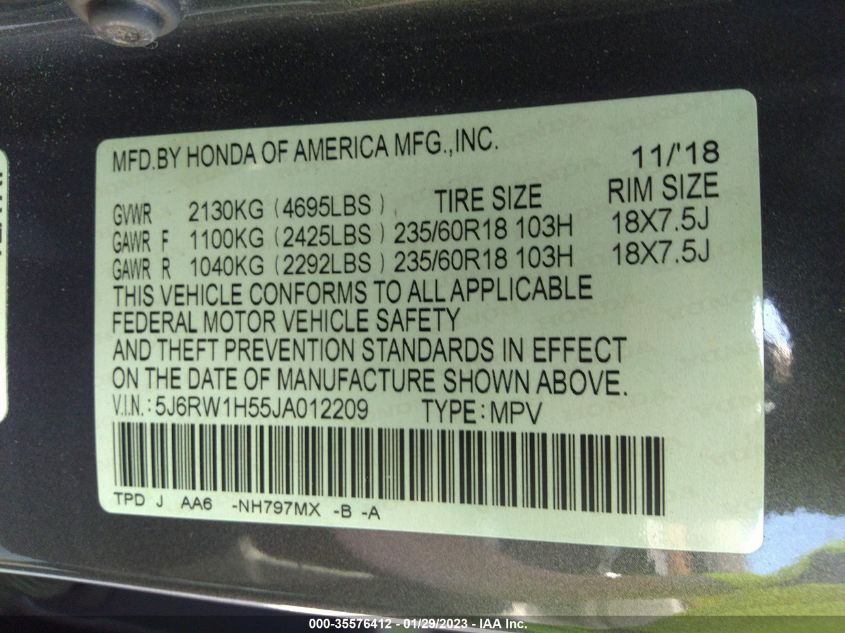 MFD.BY HONDA OF AMERICA MFG.,INC. 11/'18
GVWR 2130KG (4695LBS) TIRE SIZE RIM SIZE
GAWR F 1100KG (2425LBS) 235/60R18 103H 18X7.5J
GAWR R 1040KG (2292LBS) 235/60R18 103H 18X7.5J
THIS VEHICLE CONFORMS TO ALL APPLICABLE
FEDERAL MOTOR VEHICLE SAFETY
AND THEFT PREVENTION STANDARDS IN EFFECT
ON THE DATE OF MANUFACTURE SHOWN ABOVE.
V.I.N.: 5J6RW1H55JA012209 TYPE: MPV
TPD J AA6 -NH797MX -B -A
000-35576412 - 01/29/2023 - IAA Inc.